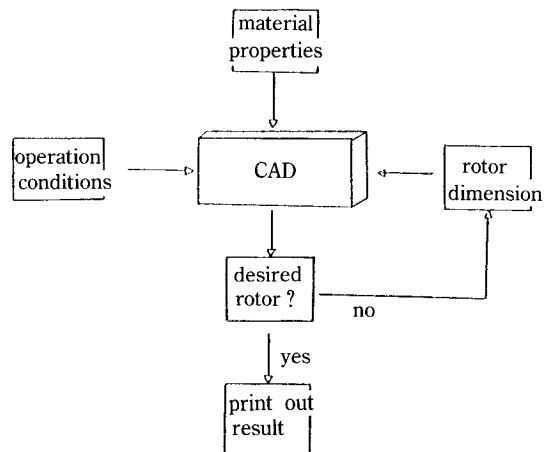 material
properties
operation
conditions
CAD
rotor
dimension
desired
rotor ?
no
yes
print out
result